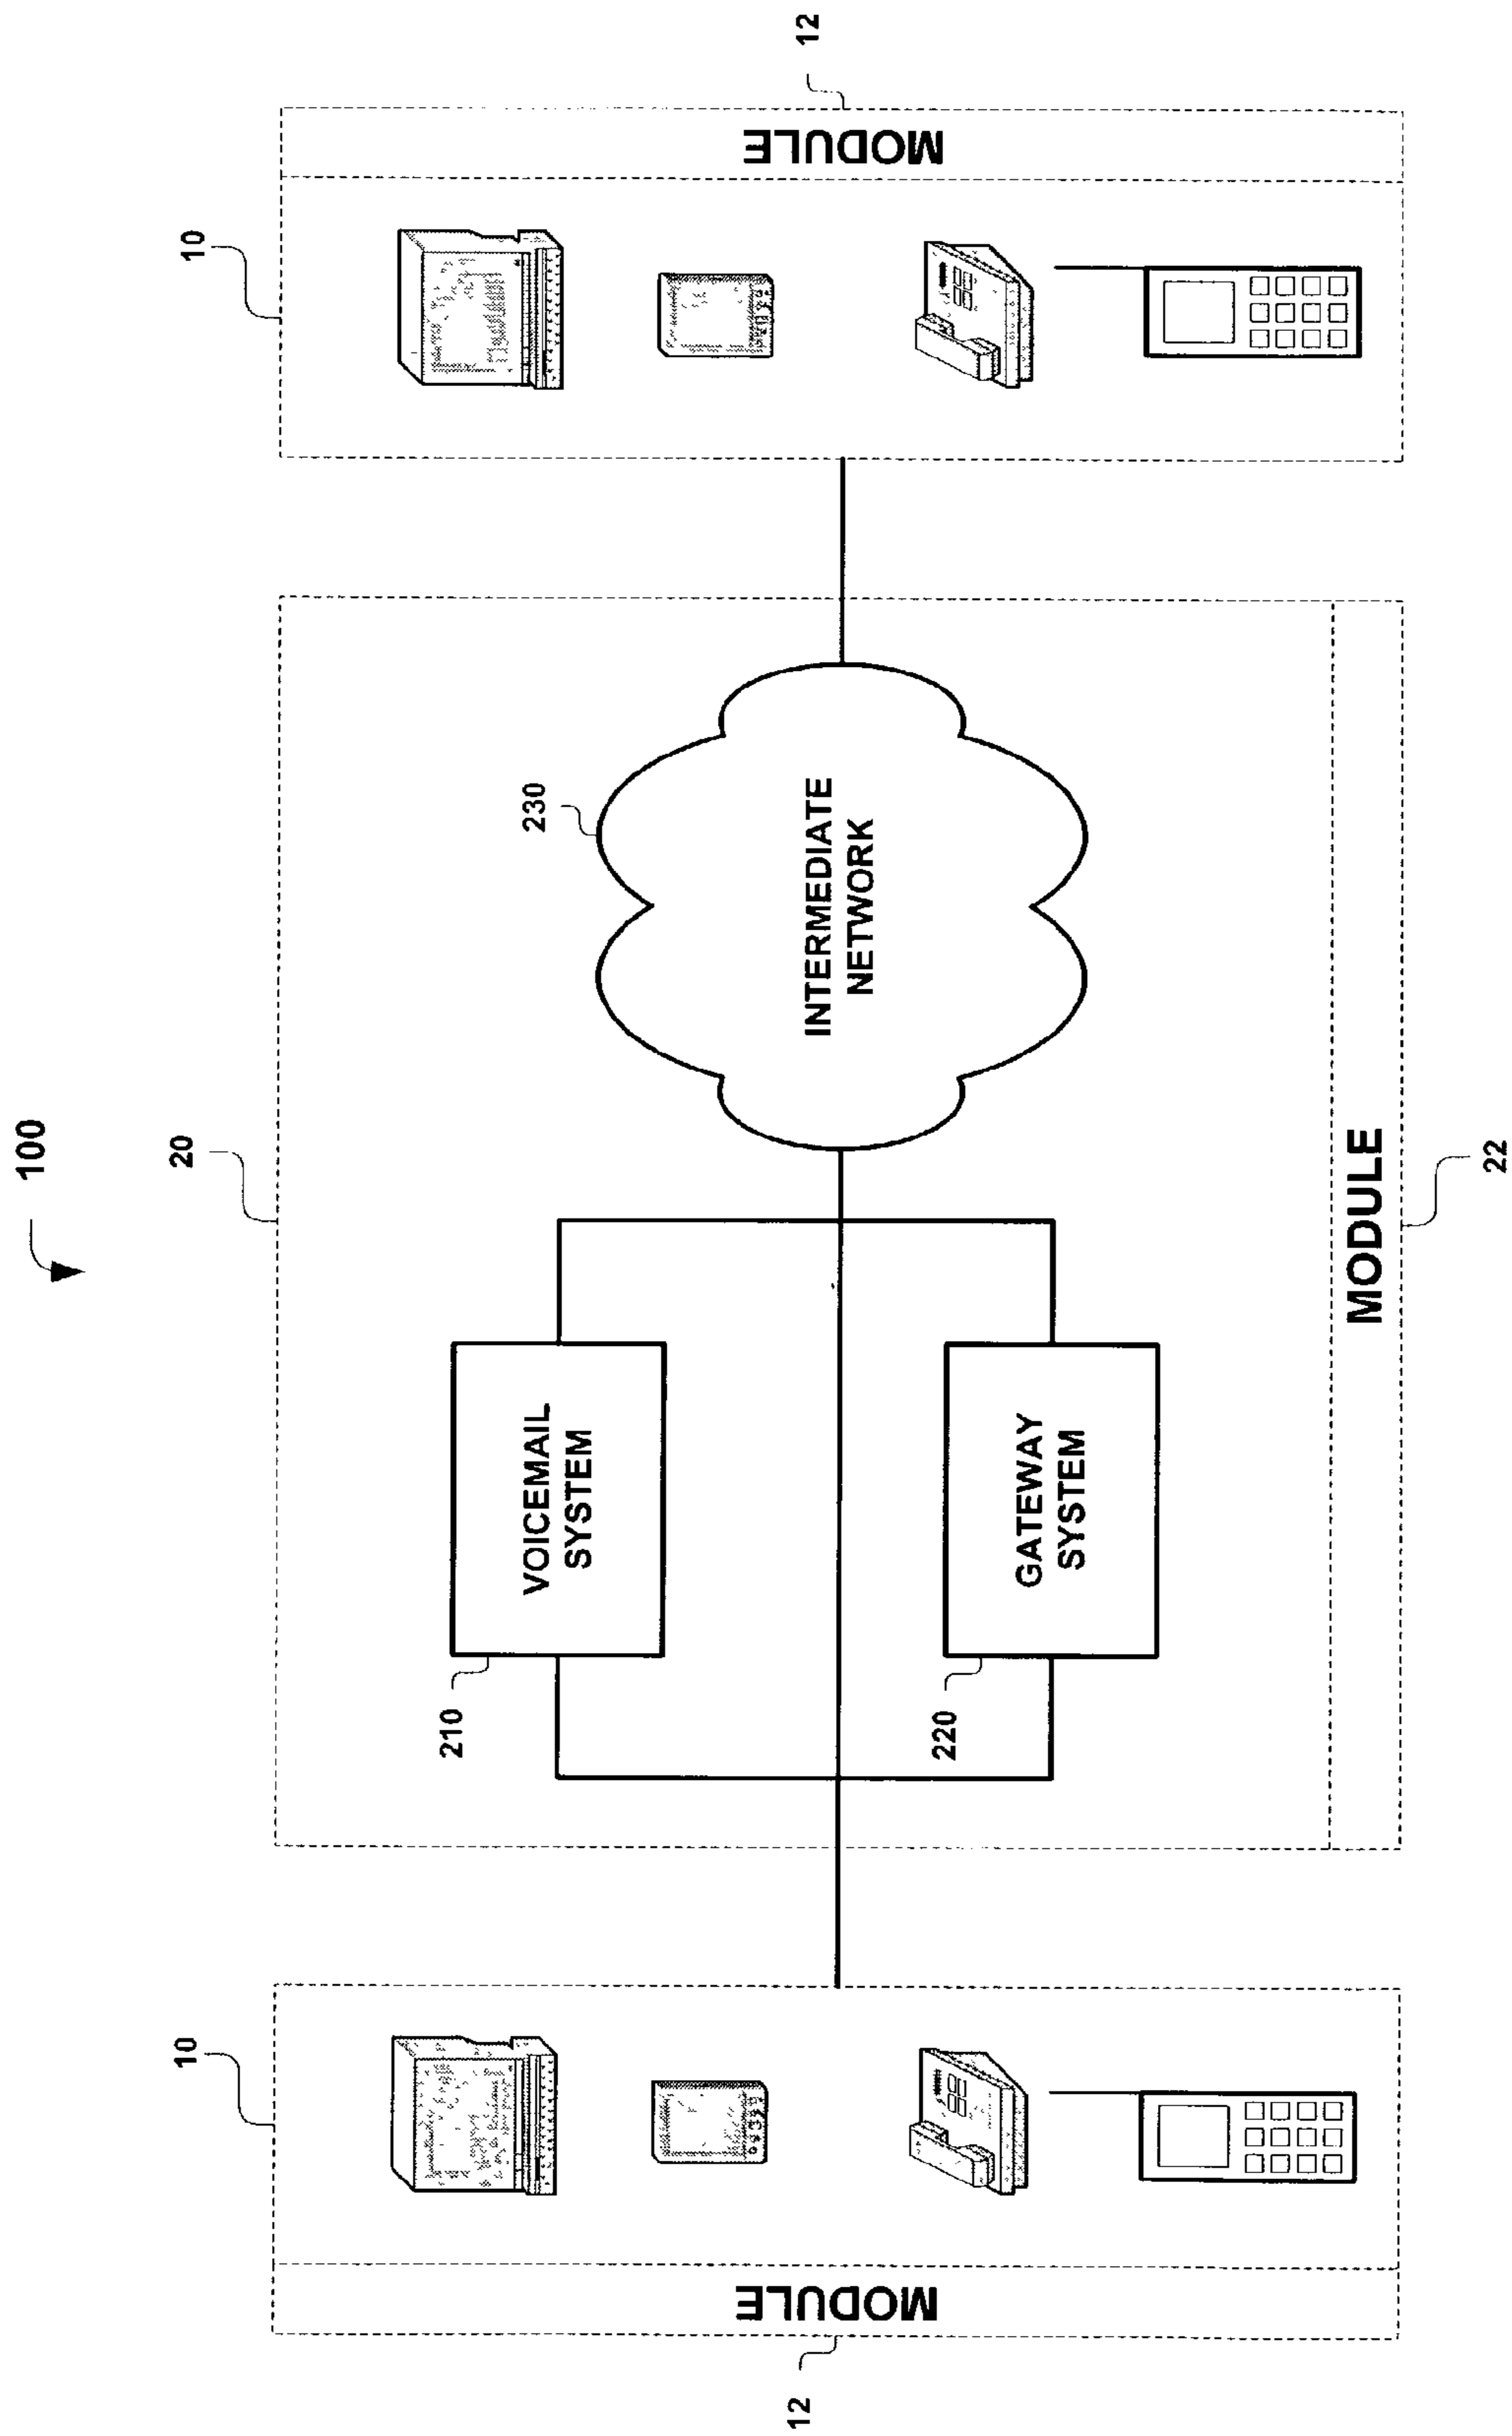 100
10
20
10
MODULE
12
VOICEMAIL
SYSTEM
210
GATEWAY
SYSTEM
220
INTERMEDIATE
NETWORK
230
MODULE
22
MODULE
12